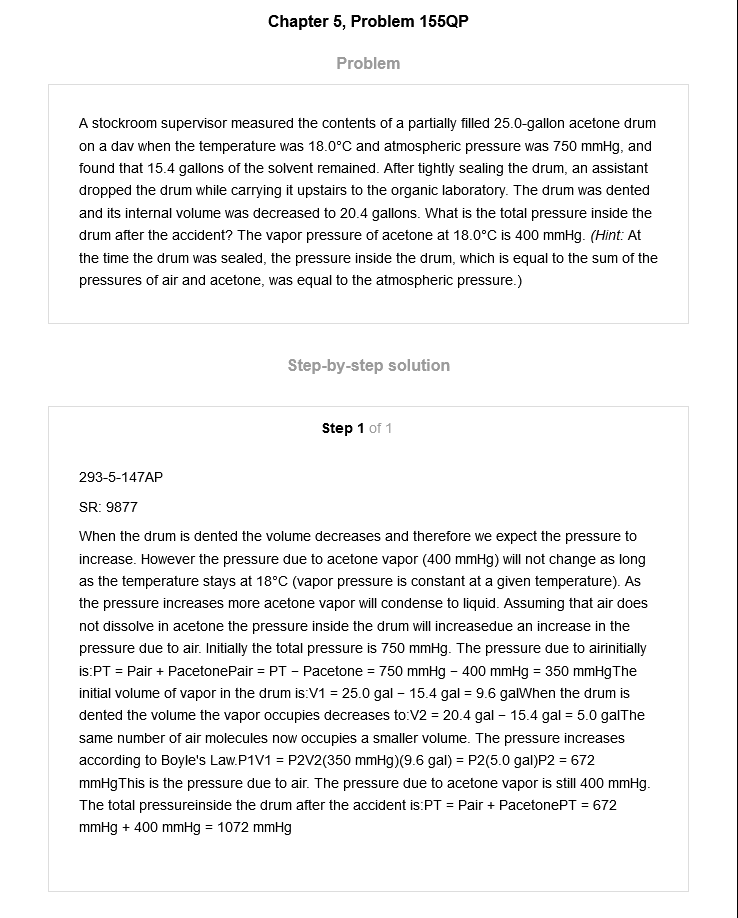 Chapter 5, Problem 155QP
Problem
A stockroom supervisor measured the contents of a partially filled 25.0-gallon acetone drum
on a dav when the temperature was 18.0°C and atmospheric pressure was 750 mmHg, and
found that 15.4 gallons of the solvent remained. After tightly sealing the drum, an assistant
dropped the drum while carrying it upstairs to the organic laboratory. The drum was dented
and its internal volume was decreased to 20.4 gallons. What is the total pressure inside the
drum after the accident? The vapor pressure of acetone at 18.0°C is 400 mmHg. (Hint: At
the time the drum was sealed, the pressure inside the drum, which is equal to the sum of the
pressures of air and acetone, was equal to the atmospheric pressure.)
Step-by-step solution
Step 1 of 1
293-5-147AP
SR: 9877
When the drum is dented the volume decreases and therefore we expect the pressure to
increase. However the pressure due to acetone vapor (400 mmHg) will not change as long
as the temperature stays at 18°C (vapor pressure is constant at a given temperature). As
the pressure increases more acetone vapor will condense to liquid. Assuming that air does
not dissolve in acetone the pressure inside the drum will increasedue an increase in the
pressure due to air. Initially the total pressure is 750 mmHg. The pressure due to airinitially
is:PT = Pair + PacetonePair = PT − Pacetone = 750 mmHg − 400 mmHg = 350 mmHgThe
initial volume of vapor in the drum is:V1 = 25.0 gal − 15.4 gal = 9.6 galWhen the drum is
dented the volume the vapor occupies decreases to:V2 = 20.4 gal − 15.4 gal = 5.0 galThe
same number of air molecules now occupies a smaller volume. The pressure increases
according to Boyle's Law.P1V1 = P2V2(350 mmHg)(9.6 gal) = P2(5.0 gal)P2 = 672
mmHgThis is the pressure due to air. The pressure due to acetone vapor is still 400 mmHg.
The total pressureinside the drum after the accident is:PT = Pair + PacetonePT = 672
mmHg + 400 mmHg = 1072 mmHg